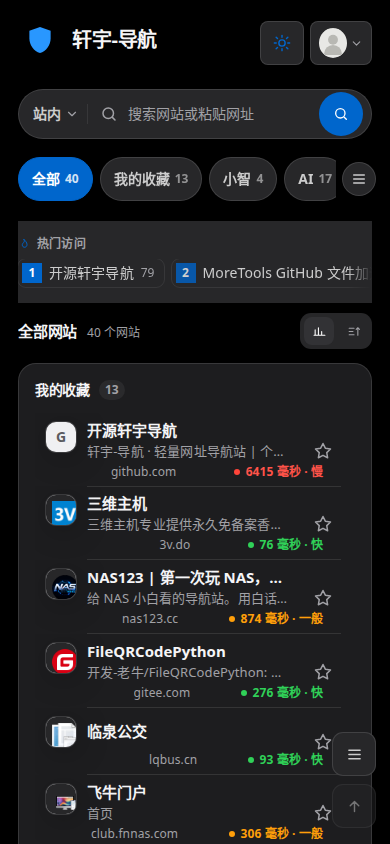 轩宇-导航
站内
搜索网站或粘贴网址
全部 40
我的收藏 13
小智 4
AI 17
热门访问
1 开源轩宇导航 79
2 MoreTools GitHub 文件加
全部网站 40 个网站
我的收藏 13
G
开源轩宇导航
轩宇-导航 · 轻量网址导航站 | 个...
github.com
6415 毫秒 · 慢
3V
三维主机
三维主机专业提供永久免备案香...
3v.do
76 毫秒 · 快
NAS
NAS123 | 第一次玩 NAS，...
给 NAS 小白看的导航站。用白话...
nas123.cc
874 毫秒 · 一般
G
FileQRCodePython
开发-老牛/FileQRCodePython: ...
gitee.com
276 毫秒 · 快
临泉公交
lqbus.cn
93 毫秒 · 快
飞牛门户
首页
club.fnnas.com
306 毫秒 · 一般